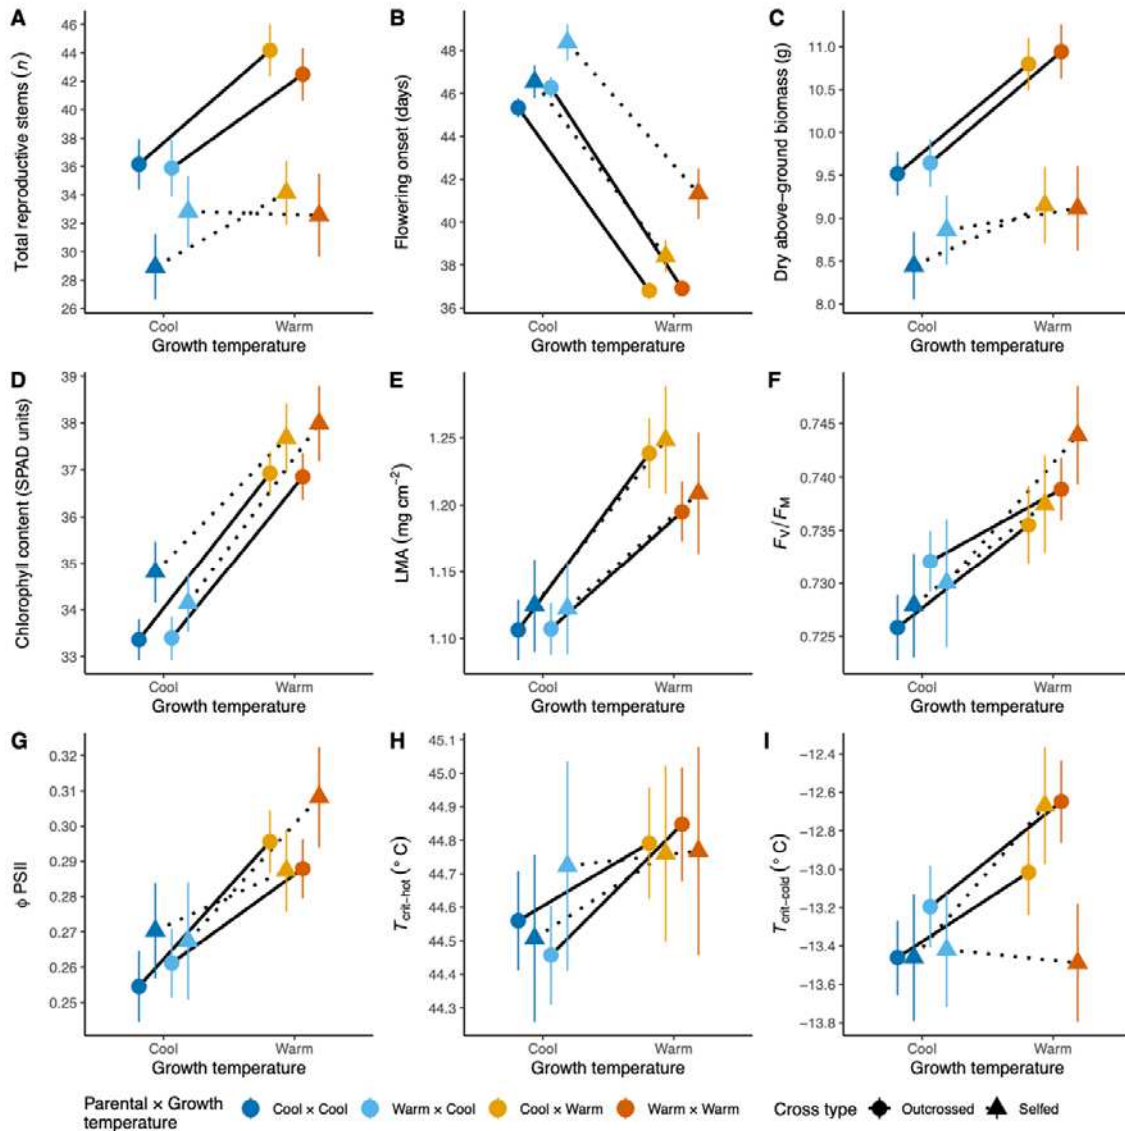 A
Total reproductive stems (n)
46
44
42
40
38
36
34
32
30
28
26
Cool
Warm
Growth temperature
B
Flowering onset (days)
48
46
44
42
40
38
36
Cool
Warm
Growth temperature
C
Dry above−ground biomass (g)
11.0
10.5
10.0
9.5
9.0
8.5
8.0
Cool
Warm
Growth temperature
D
Chlorophyll content (SPAD units)
39
38
37
36
35
34
33
Cool
Warm
Growth temperature
E
LMA (mg cm⁻²)
1.25
1.20
1.15
1.10
Cool
Warm
Growth temperature
F
FV/FM
0.745
0.740
0.735
0.730
0.725
Cool
Warm
Growth temperature
G
ϕ PSII
0.32
0.31
0.30
0.29
0.28
0.27
0.26
0.25
Cool
Warm
Growth temperature
H
Tcrit−hot (° C)
45.1
45.0
44.9
44.8
44.7
44.6
44.5
44.4
44.3
Cool
Warm
Growth temperature
I
Tcrit−cold (° C)
−12.4
−12.6
−12.8
−13.0
−13.2
−13.4
−13.6
−13.8
Cool
Warm
Growth temperature
Parental × Growth
temperature
Cool × Cool
Warm × Cool
Cool × Warm
Warm × Warm
Cross type
Outcrossed
Selfed